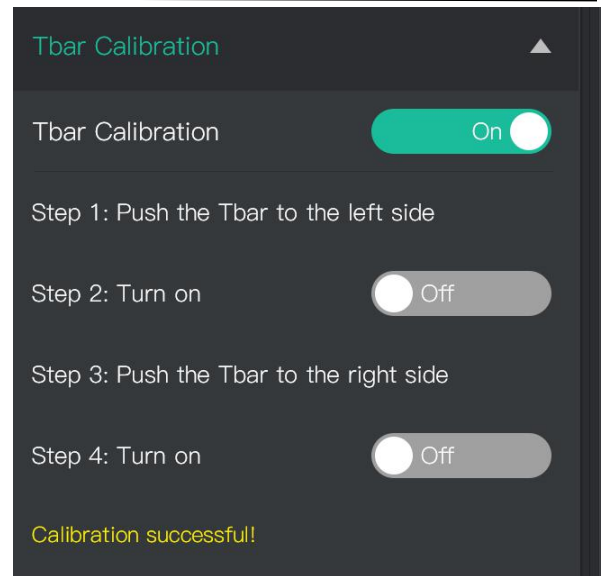 Tbar Calibration
Tbar Calibration On
Step 1: Push the Tbar to the left side
Step 2: Turn on Off
Step 3: Push the Tbar to the right side
Step 4: Turn on Off
Calibration successful!